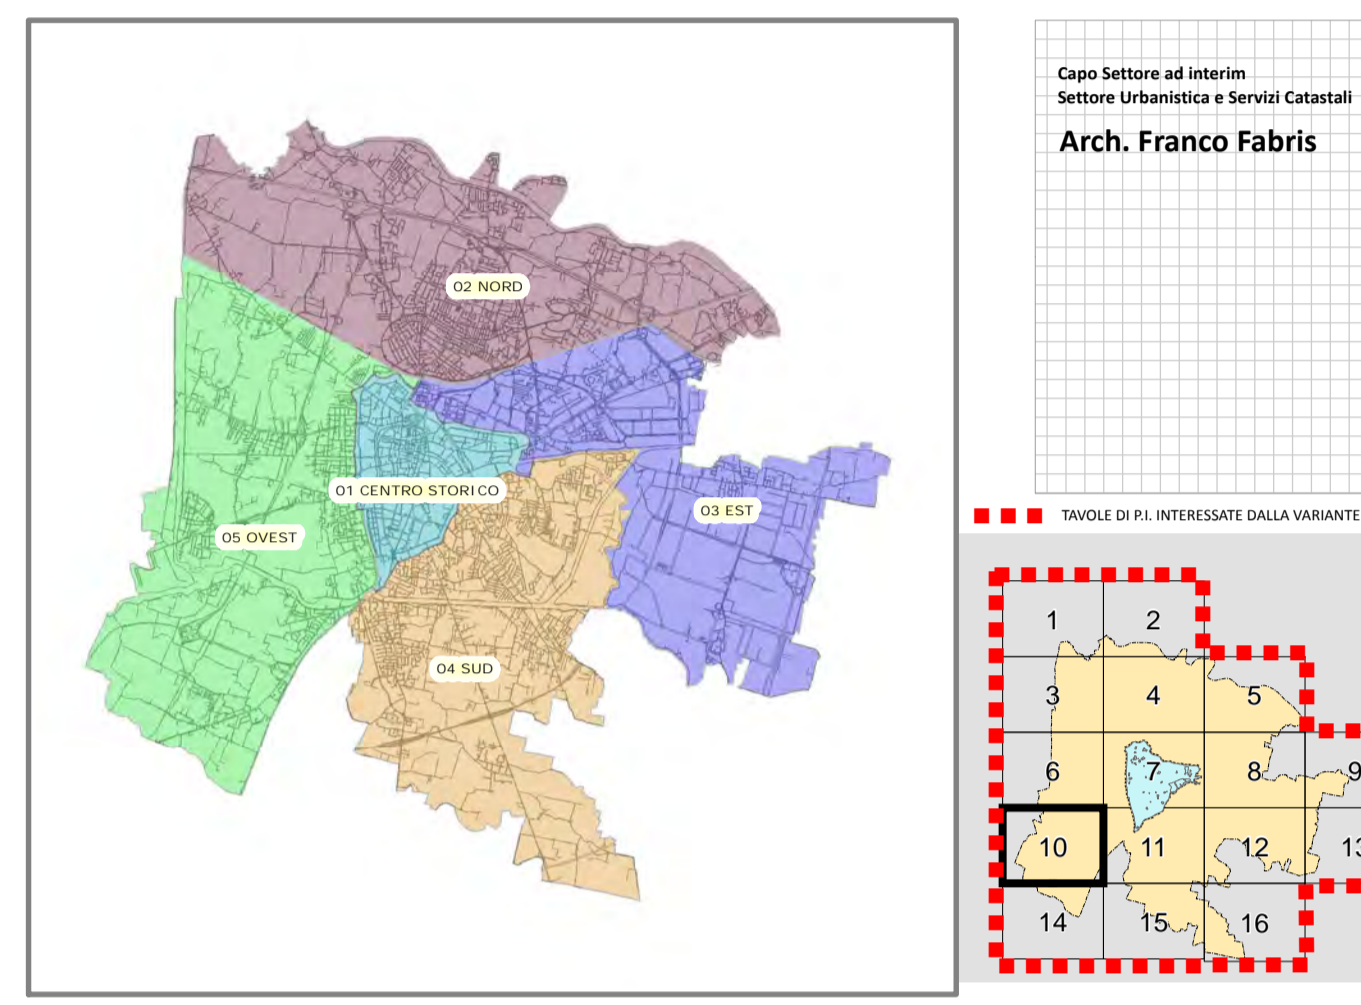 02 NORD
01 CENTRO STORICO
03 EST
05 OVEST
04 SUD
Capo Settore ad interim
Settore Urbanistica e Servizi Catastali
Arch. Franco Fabris
TAVOLE DI P.I. INTERESSATE DALLA VARIANTE
1 2
3 4 5
6 7 8 9
10 11 12 13
14 15 16